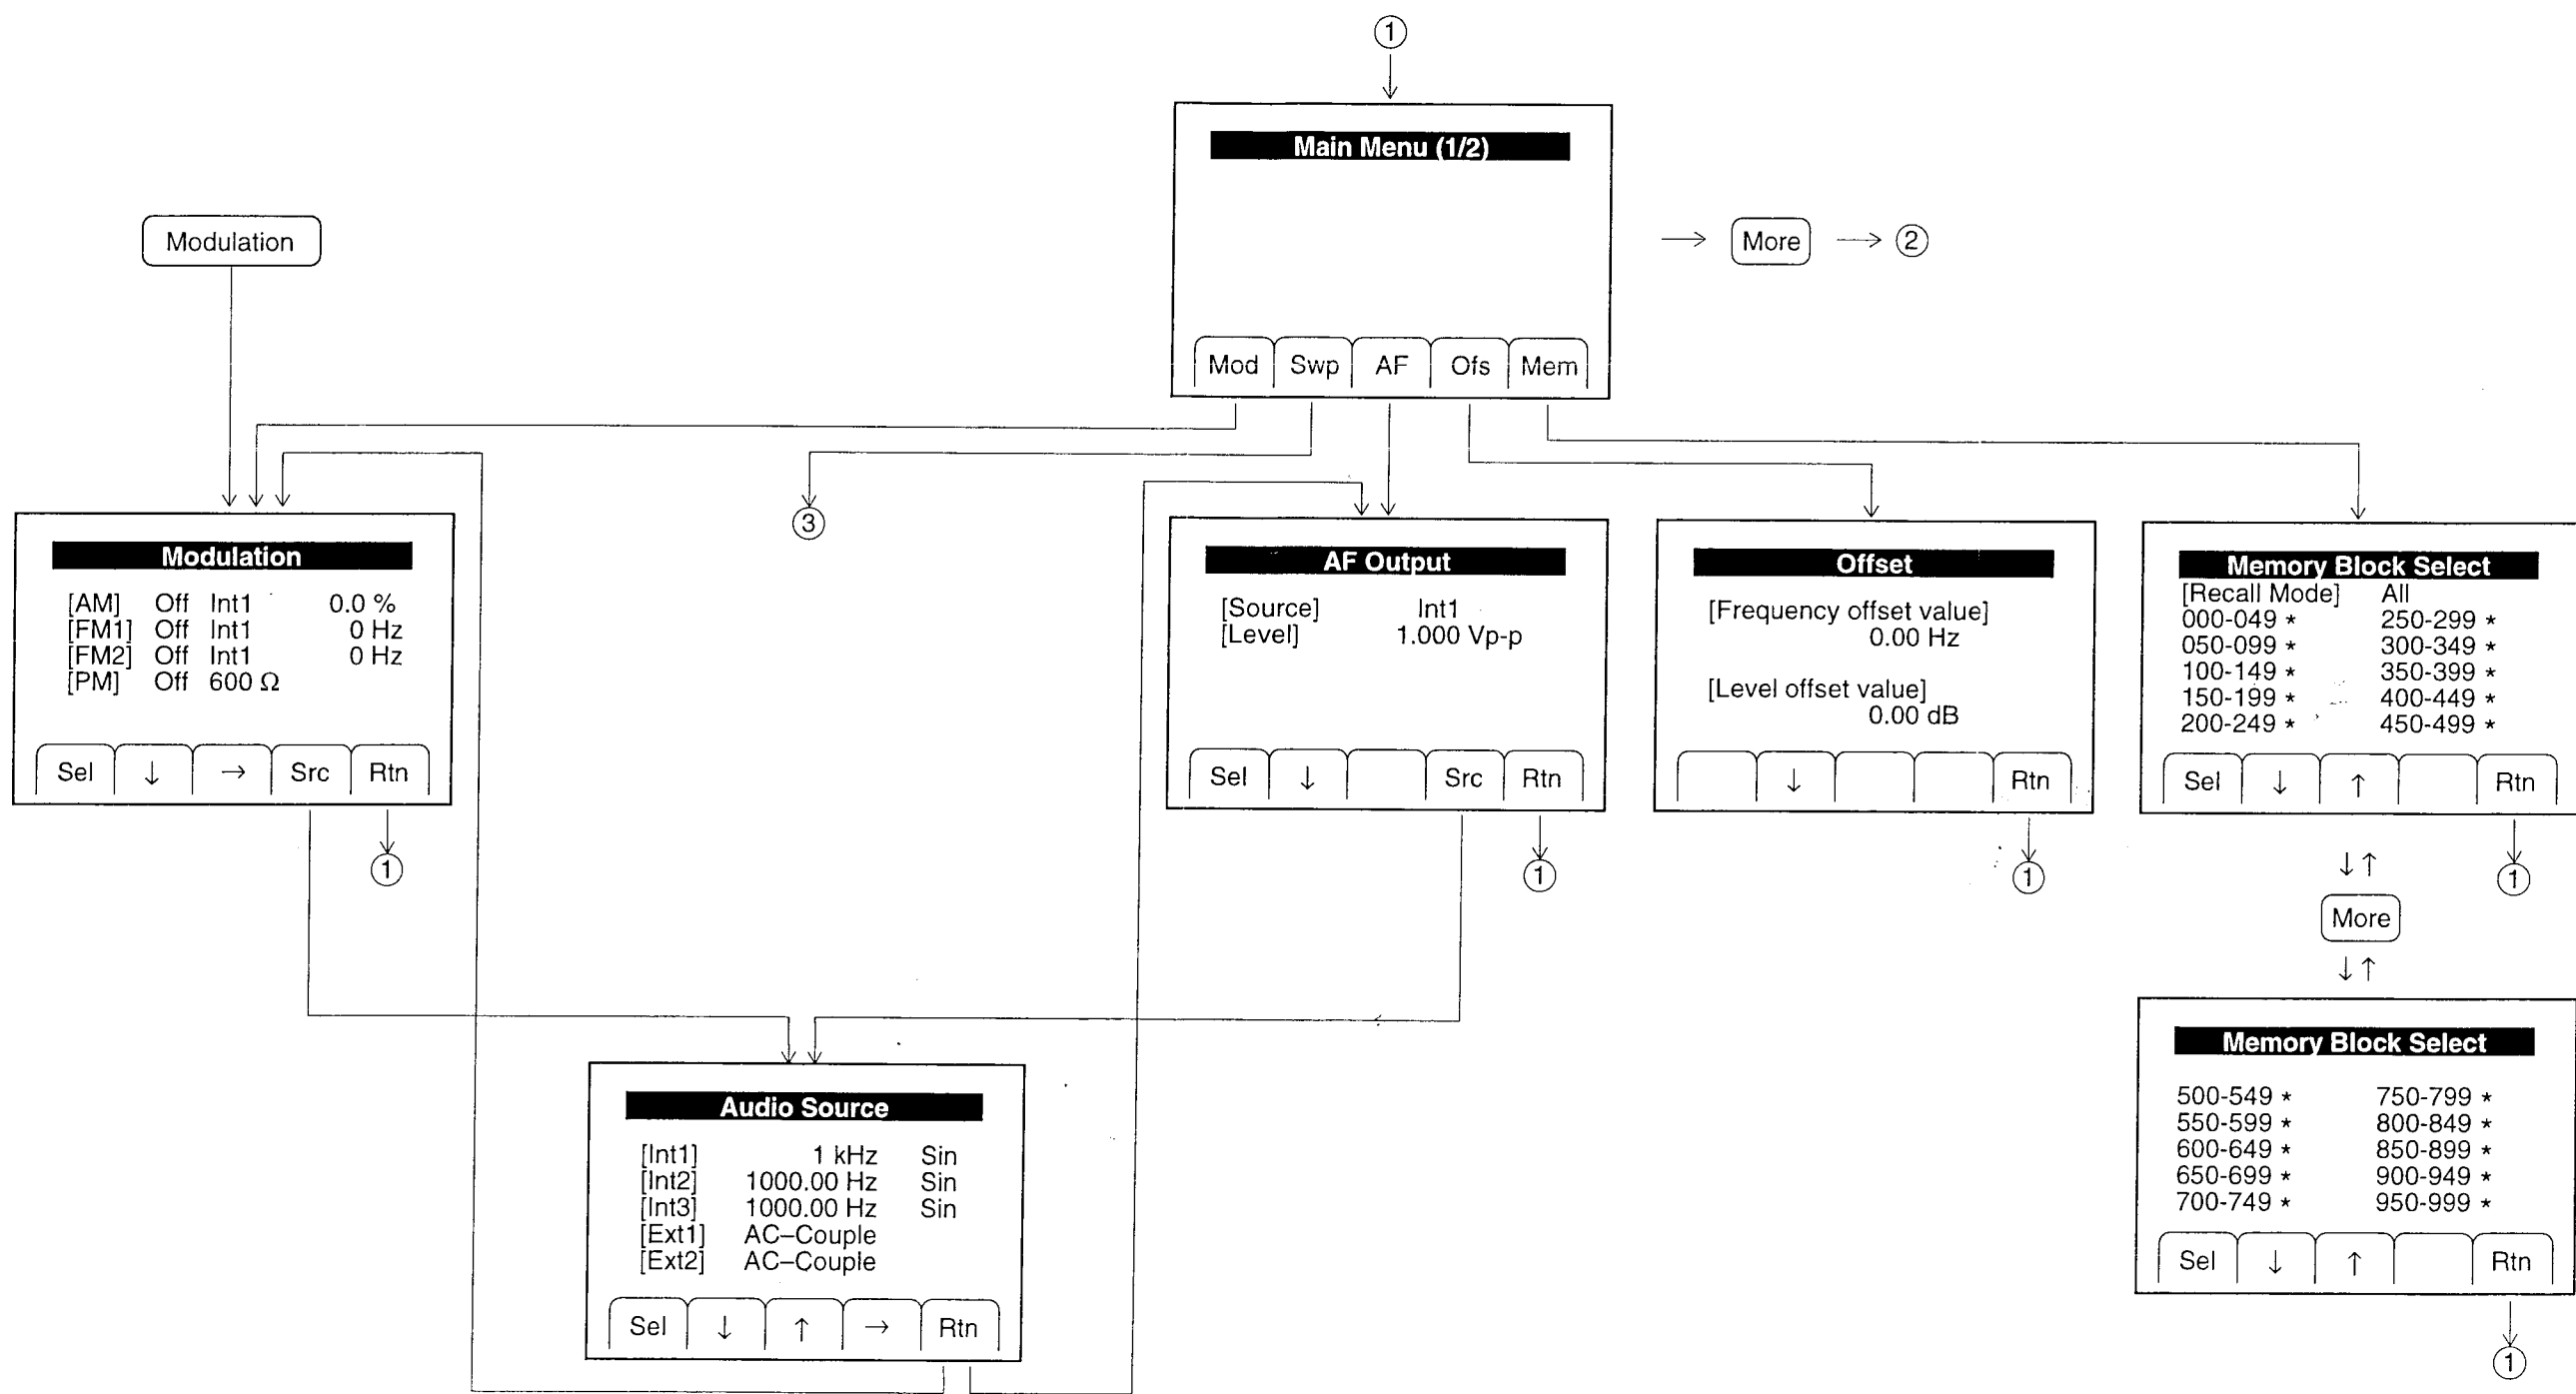 ①
Main Menu (1/2)
Mod Swp AF Ofs Mem
→ More → ②
Modulation
③
Modulation
[AM] Off Int1 0.0 %
[FM1] Off Int1 0 Hz
[FM2] Off Int1 0 Hz
[PM] Off 600 Ω
Sel ↓ → Src Rtn
①
AF Output
[Source] Int1
[Level] 1.000 Vp-p
Sel ↓ Src Rtn
①
Offset
[Frequency offset value]
0.00 Hz
[Level offset value]
0.00 dB
↓ Rtn
①
Memory Block Select
[Recall Mode] All
000-049 * 250-299 *
050-099 * 300-349 *
100-149 * 350-399 *
150-199 * 400-449 *
200-249 * 450-499 *
Sel ↓ ↑ Rtn
①
↓↑
More
↓↑
Memory Block Select
500-549 * 750-799 *
550-599 * 800-849 *
600-649 * 850-899 *
650-699 * 900-949 *
700-749 * 950-999 *
Sel ↓ ↑ Rtn
①
Audio Source
[Int1] 1 kHz Sin
[Int2] 1000.00 Hz Sin
[Int3] 1000.00 Hz Sin
[Ext1] AC–Couple
[Ext2] AC–Couple
Sel ↓ ↑ → Rtn